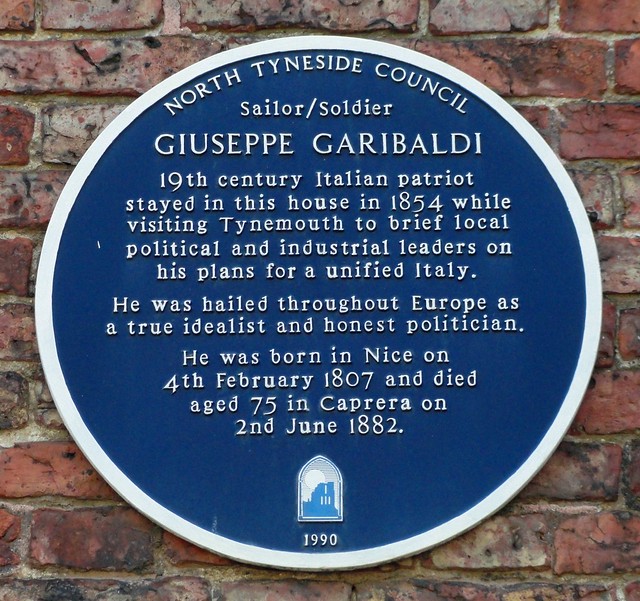 NORTH TYNESIDE COUNCIL
Sailor/Soldier
GIUSEPPE GARIBALDI
19th century Italian patriot
stayed in this house in 1854 while
visiting Tynemouth to brief local
political and industrial leaders on
his plans for a unified Italy.
He was hailed throughout Europe as
a true idealist and honest politician.
He was born in Nice on
4th February 1807 and died
aged 75 in Caprera on
2nd June 1882.
1990